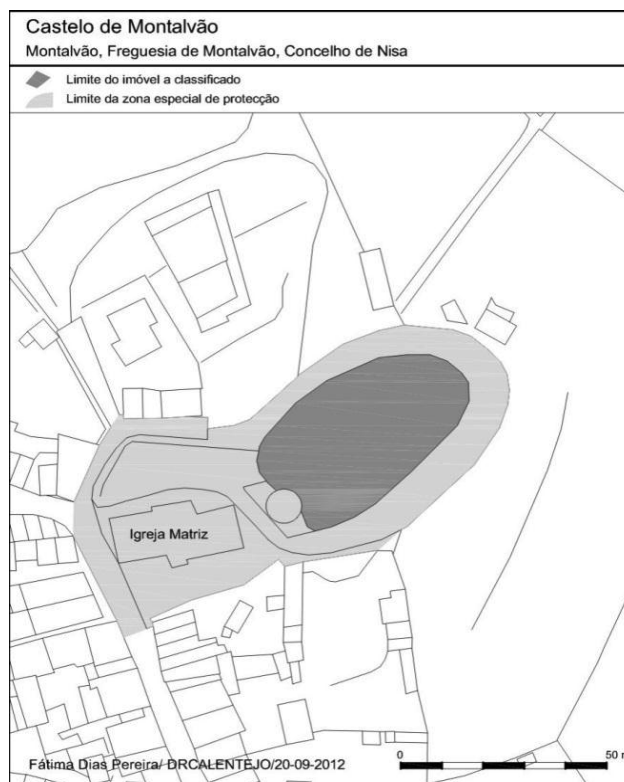 Castelo de Montalvão
Montalvão, Freguesia de Montalvão, Concelho de Nisa
Limite do imóvel a classificado
Limite da zona especial de protecção
Igreja Matriz
Fátima Dias Pereira/ DRCALENTEJO/20-09-2012
0 50 m